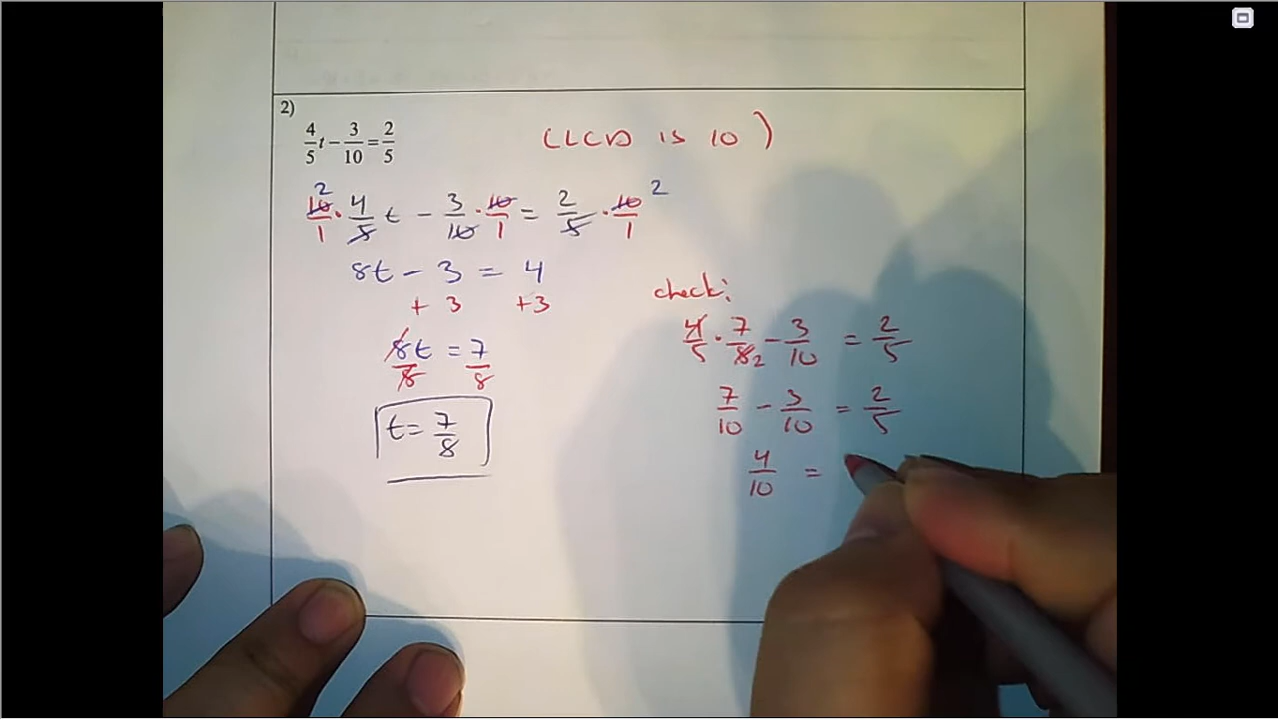 2)
4/5 t − 3/10 = 2/5
(LCD is 10)
2 2
10/1 · 4/5 t − 3/10 · 10/1 = 2/5 · 10/1
8t − 3 = 4
+ 3 +3
8t/8 = 7/8
t = 7/8
check:
4/5 · 7/8 2 − 3/10 = 2/5
7/10 − 3/10 = 2/5
4/10 =